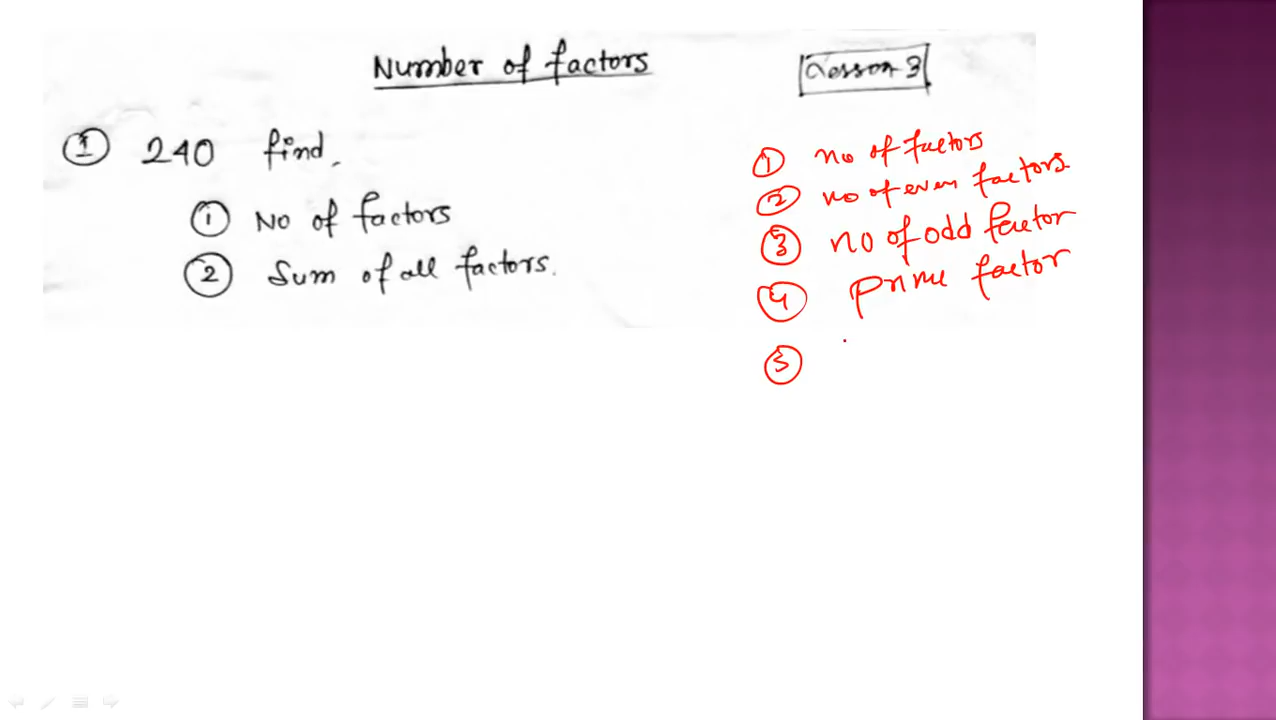 Number of factors
Lesson 3
① 240 find,
① No of factors
② Sum of all factors.
① no of factors
② no of even factors.
③ no of odd factor
④ prime factor
⑤